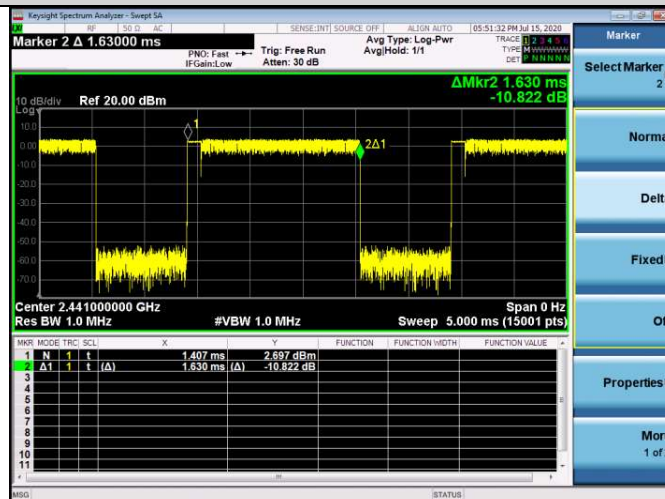 Keysight Spectrum Analyzer - Swept SA
RF 50 Ω AC SENSE:INT SOURCE OFF ALIGN AUTO 05:51:32 PM Jul 15, 2020
Marker 2 Δ 1.63000 ms
PNO: Fast
IFGain:Low
Trig: Free Run
Atten: 30 dB
Avg Type: Log-Pwr
Avg|Hold: 1/1
TRACE 1 2 3 4 5 6
TYPE M
DET P N N N N N
ΔMkr2 1.630 ms
-10.822 dB
10 dB/div Ref 20.00 dBm
Log
10.0
0.00
-10.0
-20.0
-30.0
-40.0
-50.0
-60.0
-70.0
1
2Δ1
Center 2.441000000 GHz Span 0 Hz
Res BW 1.0 MHz #VBW 1.0 MHz Sweep 5.000 ms (15001 pts)
MKR MODE TRC SCL X Y FUNCTION FUNCTION WIDTH FUNCTION VALUE
1 N 1 t 1.407 ms 2.697 dBm
2 Δ1 1 t (Δ) 1.630 ms (Δ) -10.822 dB
3
4
5
6
7
8
9
10
11
MSG STATUS
Marker
Select Marker
2
Norma
Delt
Fixed
Of
Properties
Mor
1 of